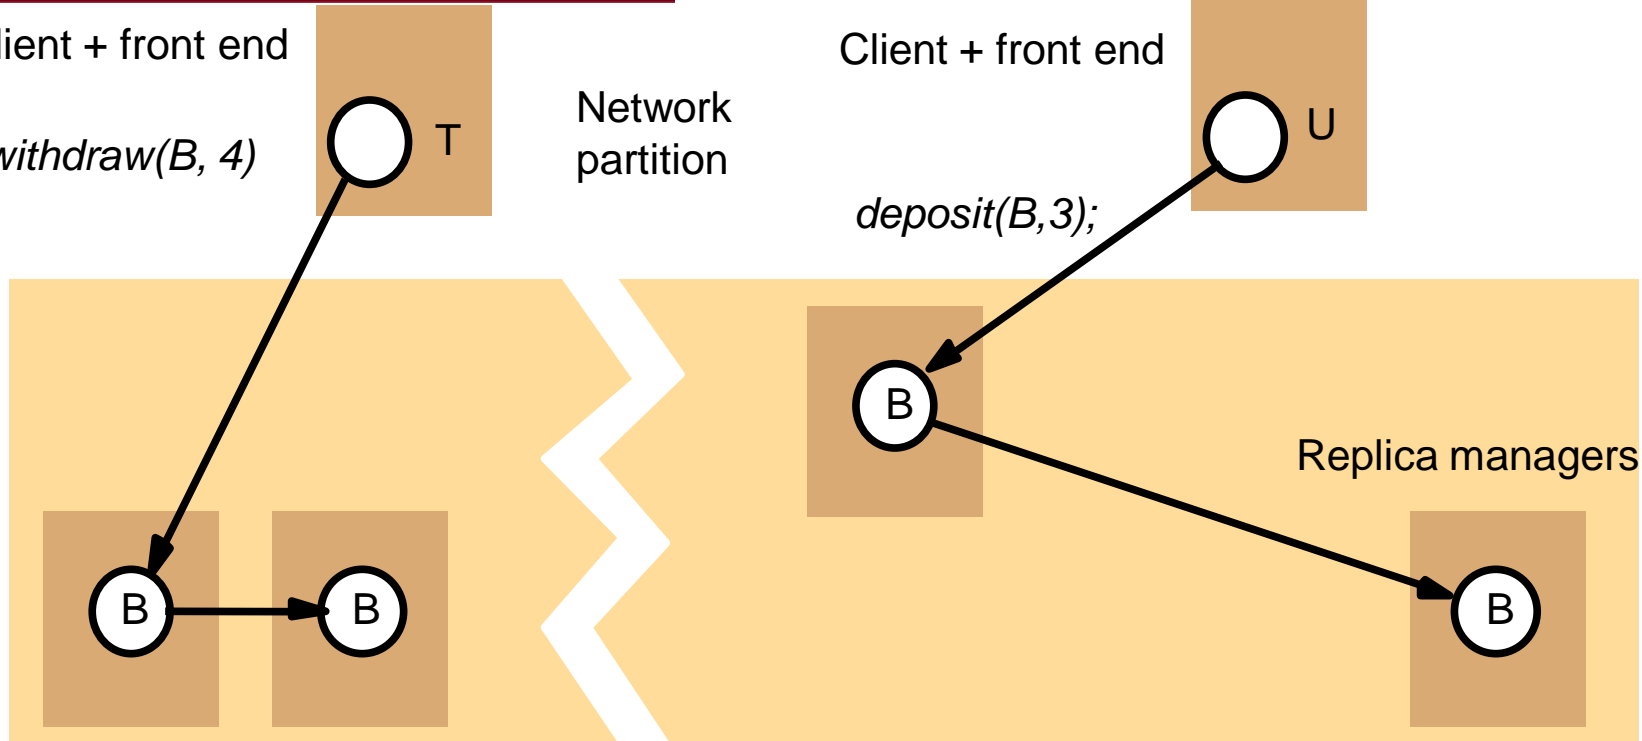 lient + front end
withdraw(B, 4)
T
Network
partition
Client + front end
U
deposit(B,3);
B
Replica managers
B
B
B